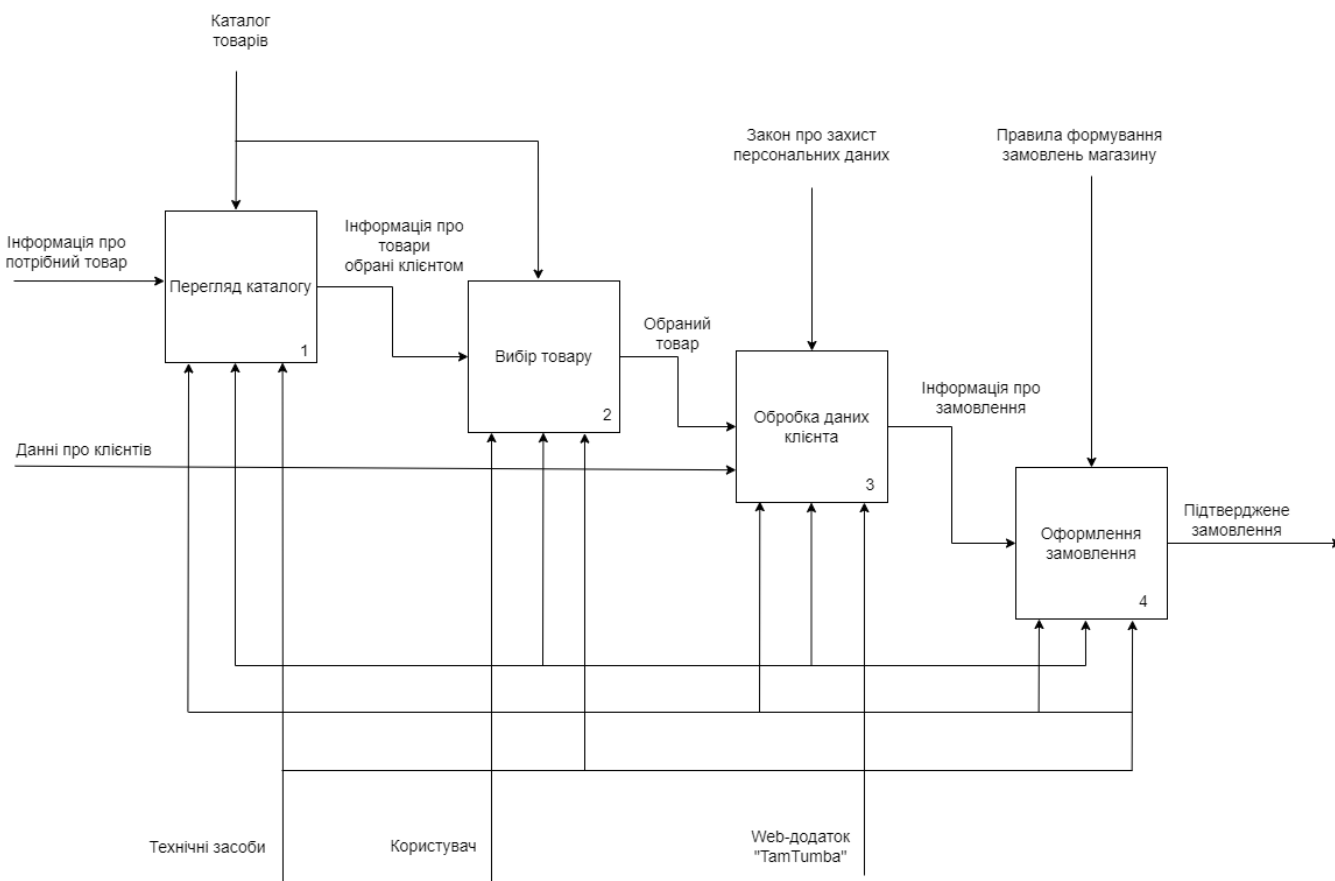 Каталог
товарів
Закон про захист
персональних даних
Правила формування
замовлень магазину
Інформація про
потрібний товар
Перегляд каталогу
1
Інформація про
товари
обрані клієнтом
Вибір товару
2
Обраний
товар
Обробка даних
клієнта
3
Данні про клієнтів
Інформація про
замовлення
Оформлення
замовлення
4
Підтверджене
замовлення
Технічні засоби
Користувач
Web-додаток
"TamTumba"